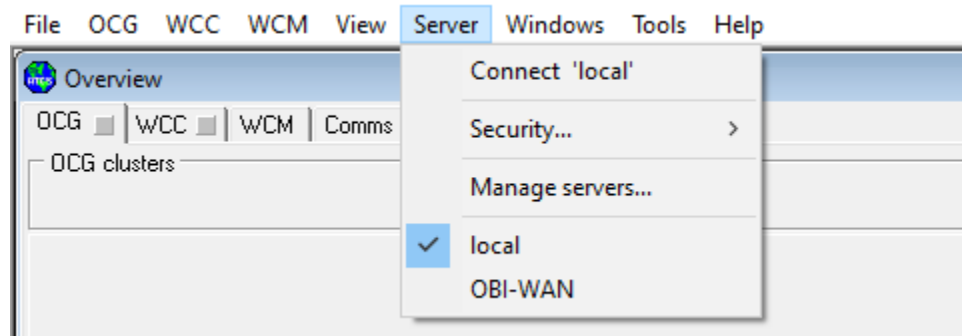 File OCG WCC WCM View Server Windows Tools Help
Overview
OCG WCC WCM Comms
OCG clusters
Connect 'local'
Security...
Manage servers...
local
OBI-WAN